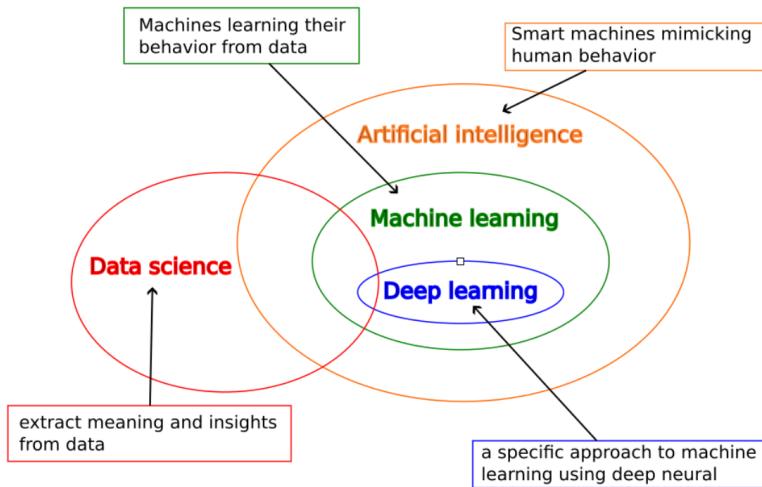 Machines learning their
behavior from data
Smart machines mimicking
human behavior
Artificial intelligence
Machine learning
Data science
Deep learning
extract meaning and insights
from data
a specific approach to machine
learning using deep neural